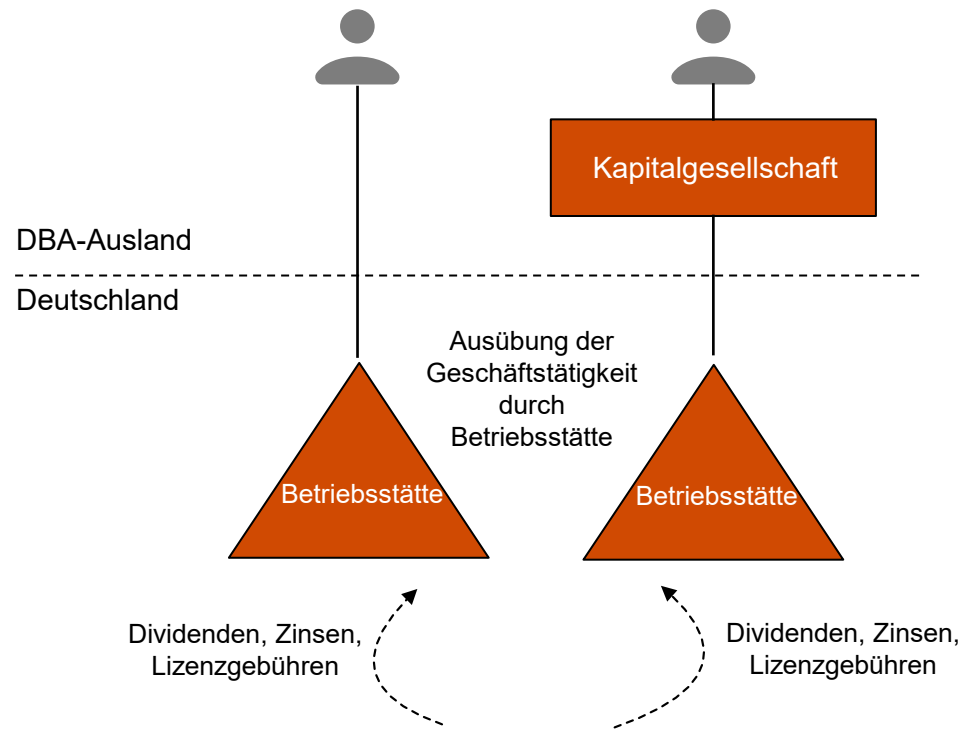 Kapitalgesellschaft
DBA-Ausland
Deutschland
Ausübung der
Geschäftstätigkeit
durch
Betriebsstätte
Betriebsstätte
Betriebsstätte
Dividenden, Zinsen,
Lizenzgebühren
Dividenden, Zinsen,
Lizenzgebühren